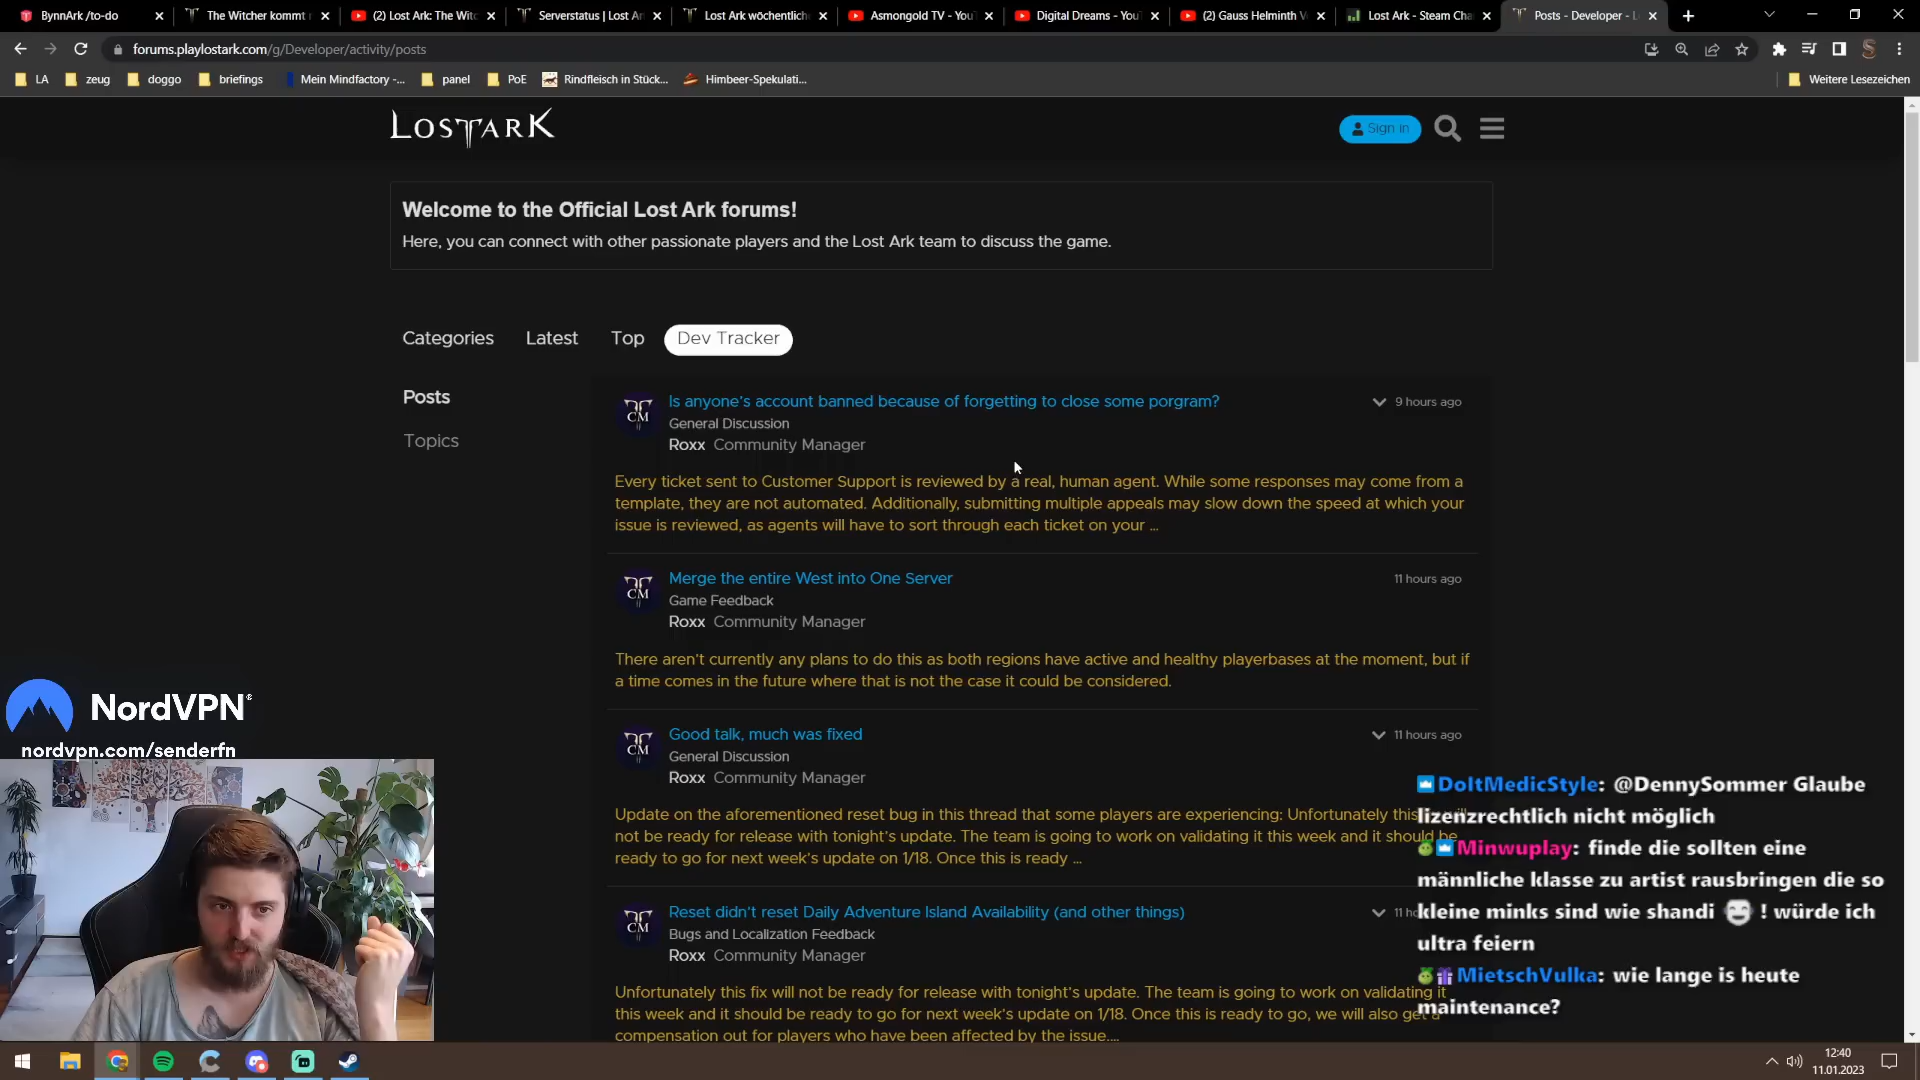 BynnArk /to-do
The Witcher kommt n
(2) Lost Ark: The Witc
Serverstatus | Lost Ar
Lost Ark wöchentlich
Asmongold TV - You
Digital Dreams - You
(2) Gauss Helminth V
Lost Ark - Steam Cha
Posts - Developer - L
forums.playlostark.com/g/Developer/activity/posts
LA
zeug
doggo
briefings
Mein Mindfactory -...
panel
PoE
Rindfleisch in Stück...
Himbeer-Spekulati...
Weitere Lesezeichen
LOSTARK
Sign in
Welcome to the Official Lost Ark forums!
Here, you can connect with other passionate players and the Lost Ark team to discuss the game.
Categories
Latest
Top
Dev Tracker
Posts
Topics
CM
Is anyone's account banned because of forgetting to close some porgram?
9 hours ago
General Discussion
Roxx Community Manager
Every ticket sent to Customer Support is reviewed by a real, human agent. While some responses may come from a
template, they are not automated. Additionally, submitting multiple appeals may slow down the speed at which your
issue is reviewed, as agents will have to sort through each ticket on your ...
CM
Merge the entire West into One Server
11 hours ago
Game Feedback
Roxx Community Manager
There aren't currently any plans to do this as both regions have active and healthy playerbases at the moment, but if
a time comes in the future where that is not the case it could be considered.
CM
Good talk, much was fixed
11 hours ago
General Discussion
Roxx Community Manager
Update on the aforementioned reset bug in this thread that some players are experiencing: Unfortunately this
not be ready for release with tonight's update. The team is going to work on validating it this week and it should be
ready to go for next week's update on 1/18. Once this is ready ...
CM
Reset didn't reset Daily Adventure Island Availability (and other things)
11 h
Bugs and Localization Feedback
Roxx Community Manager
Unfortunately this fix will not be ready for release with tonight's update. The team is going to work on validating it
this week and it should be ready to go for next week's update on 1/18. Once this is ready to go, we will also get a
compensation out for players who have been affected by the issue....
NordVPN
nordvpn.com/senderfn
DoItMedicStyle: @DennySommer Glaube
lizenzrechtlich nicht möglich
Minwuplay: finde die sollten eine
männliche klasse zu artist rausbringen die so
kleine minks sind wie shandi ! würde ich
ultra feiern
MietschVulka: wie lange is heute
maintenance?
12:40
11.01.2023